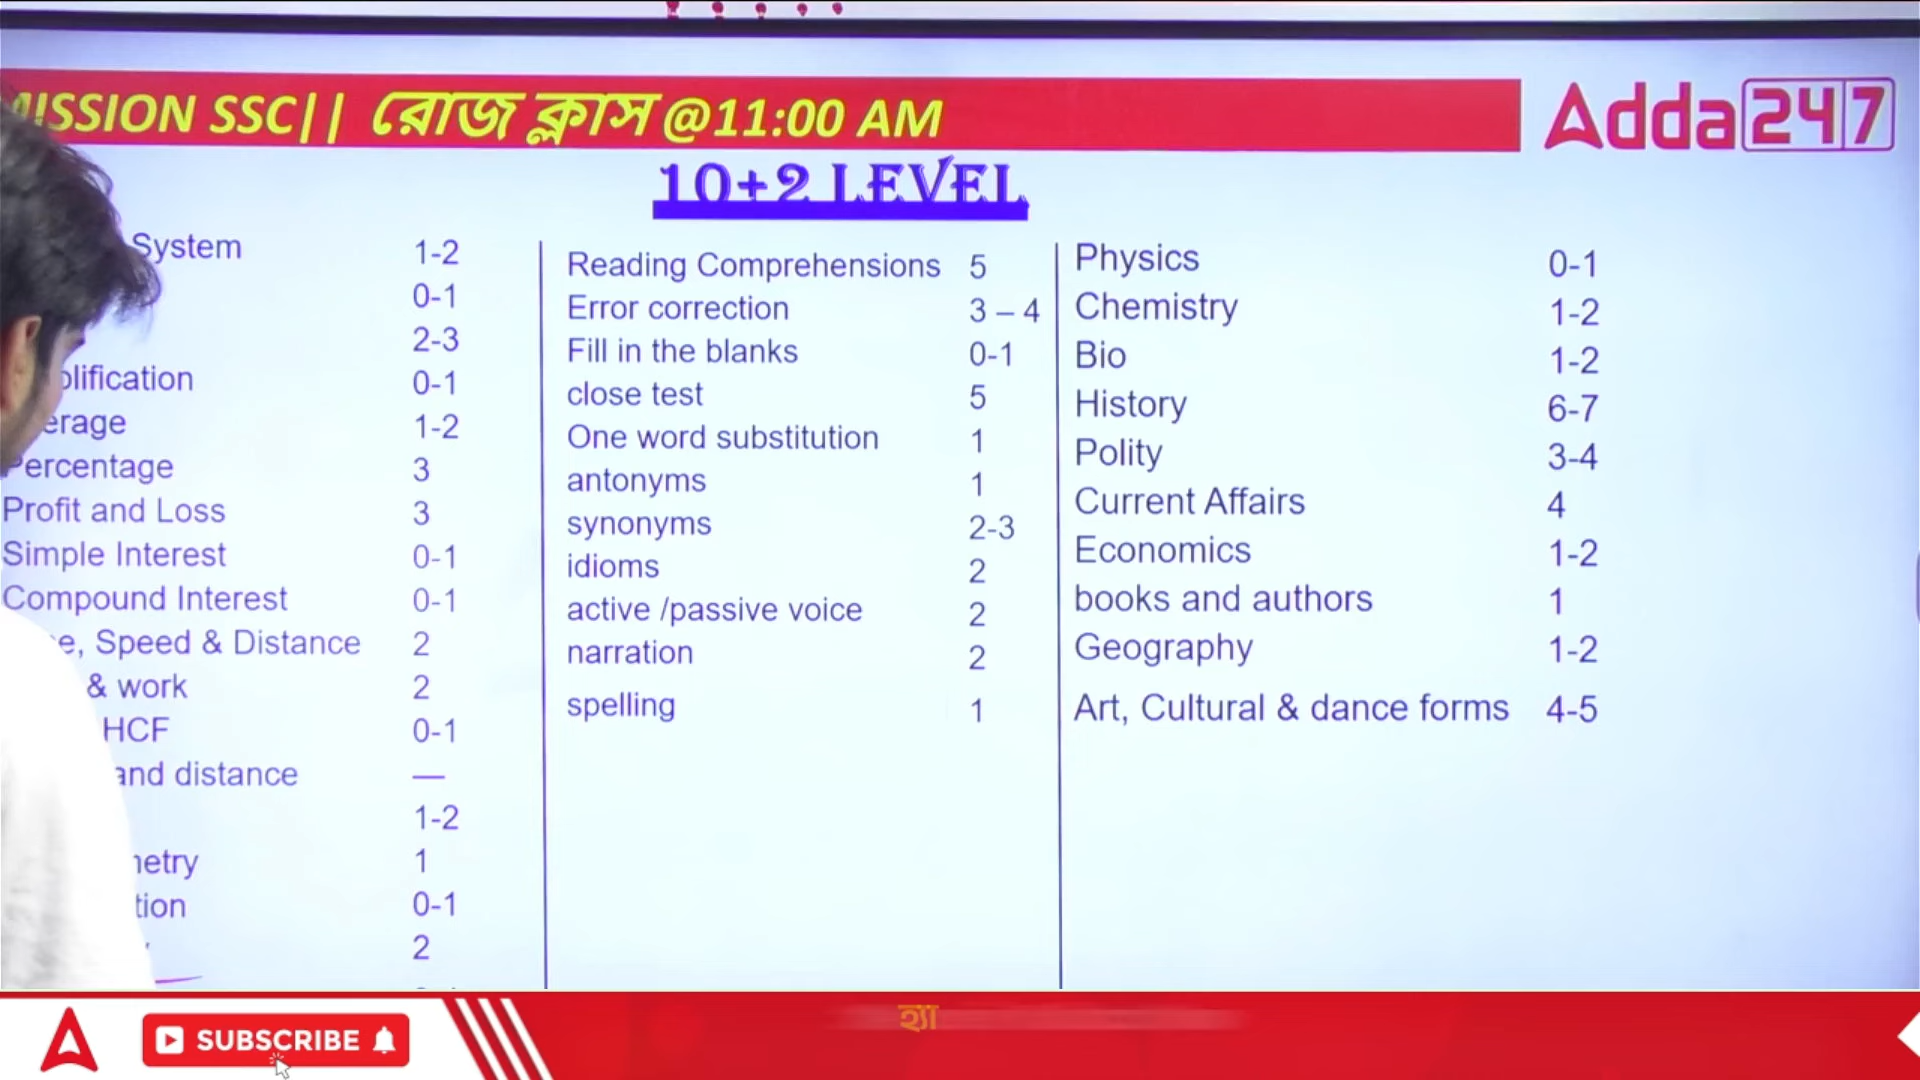 MISSION SSC|| রোজ ক্লাস @11:00 AM
Adda247
10+2 LEVEL
System 1-2
0-1
2-3
0-1
1-2
Percentage 3
Profit and Loss 3
Simple Interest 0-1
Compound Interest 0-1
Speed & Distance 2
& work 2
HCF 0-1
and distance —
1-2
1
0-1
2
Reading Comprehensions 5
Error correction 3 – 4
Fill in the blanks 0-1
close test 5
One word substitution 1
antonyms 1
synonyms 2-3
idioms 2
active /passive voice 2
narration 2
spelling 1
Physics 0-1
Chemistry 1-2
Bio 1-2
History 6-7
Polity 3-4
Current Affairs 4
Economics 1-2
books and authors 1
Geography 1-2
Art, Cultural & dance forms 4-5
SUBSCRIBE
হ্যা